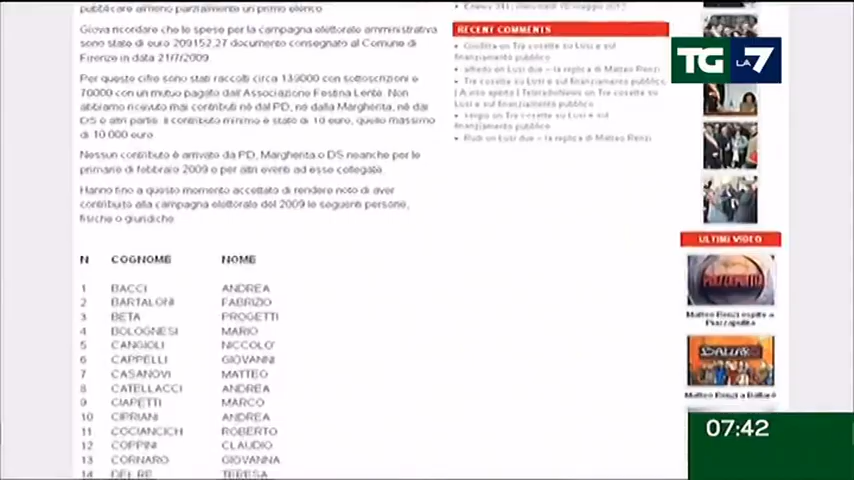 pubblicare almeno parzialmente un primo elenco
Giova ricordare che le spese per la campagna elettorale amministrativa
sono state di euro 209152,27 documento consegnato al Comune di
Firenze in data 21/7/2009.
Per queste cifre sono stati raccolti circa 139000 con sottoscrizioni e
70000 con un mutuo pagato dall'Associazione Festina Lente. Non
abbiamo ricevuto mai contributi né dal PD, né dalla Margherita, né dai
DS o altri partiti. Il contributo minimo è stato di 10 euro, quello massimo
di 10.000 euro.
Nessun contributo è arrivato da PD, Margherita o DS neanche per le
primarie di febbraio 2009 o per altri eventi ad esse collegate.
Hanno fino a questo momento accettato di rendere noto di aver
contribuito alla campagna elettorale del 2009 le seguenti persone,
fisiche o giuridiche
N COGNOME NOME
1 BACCI ANDREA
2 BARTALONI FABRIZIO
3 BETA PROGETTI
4 BOLOGNESI MARIO
5 CANGIOLI NICCOLO'
6 CAPPELLI GIOVANNI
7 CASANOVI MATTEO
8 CATELLACCI ANDREA
9 CIAPETTI MARCO
10 CIPRIANI ANDREA
11 COCIANCICH ROBERTO
12 COPPINI CLAUDIO
13 CORNARO GIOVANNA
14 DEL RE TERESA
RECENT COMMENTS
Giuditta on Tre cosette su Lusi e sul
finanziamento pubblico
alfredo on Lusi due – la replica di Matteo Renzi
Tre cosette su Lusi e sul finanziamento pubblico
su Lusi e sul finanziamento pubblico
sergio on Tre cosette su Lusi e sul
finanziamento pubblico
Rudi on Lusi due – la replica di Matteo Renzi
TG LA 7
ULTIMI VIDEO
PIAZZAPULITA
Matteo Renzi ospite a
Piazzapulita
BALLARÒ
Matteo Renzi a Ballarò
07:42